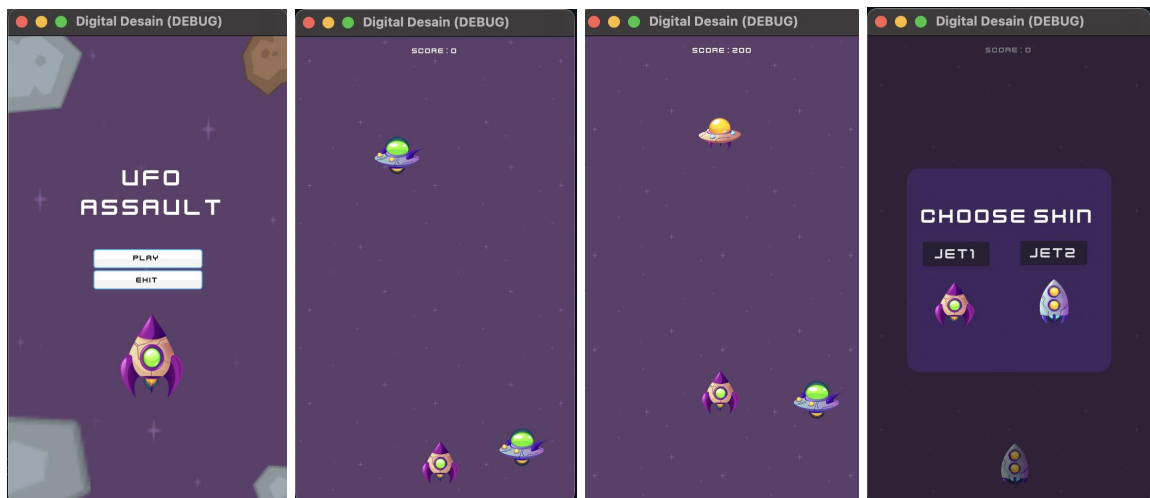 Digital Desain (DEBUG)
UFO
ASSAULT
PLAY
EXIT
Digital Desain (DEBUG)
SCORE : 0
Digital Desain (DEBUG)
SCORE : 200
Digital Desain (DEBUG)
SCORE : 0
CHOOSE SKIN
JET1
JET2